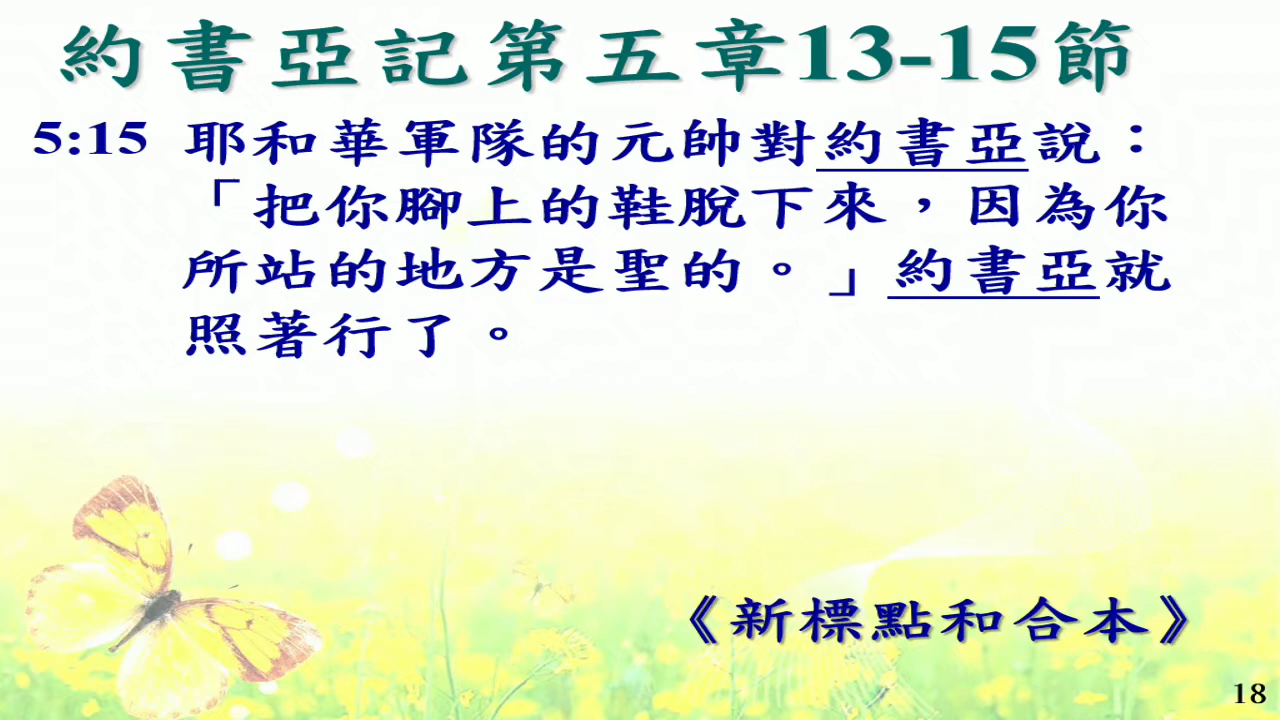 約書亞記第五章13-15節
5:15 耶和華軍隊的元帥對約書亞說：
「把你腳上的鞋脫下來，因為你
所站的地方是聖的。」約書亞就
照著行了。
《新標點和合本》
18